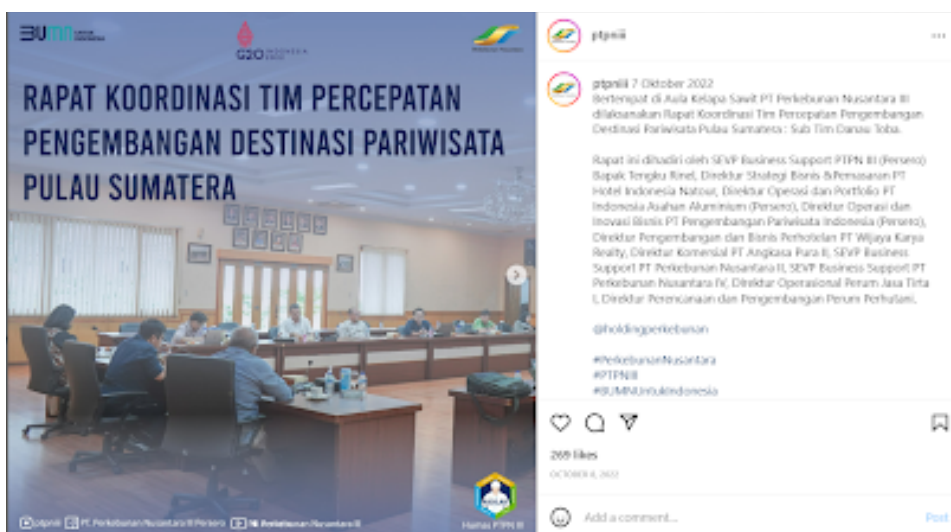 BUMN UNTUK INDONESIA
G20 INDONESIA
RAPAT KOORDINASI TIM PERCEPATAN
PENGEMBANGAN DESTINASI PARIWISATA
PULAU SUMATERA
ptpniii
PT. Perkebunan Nusantara III Persero
Perkebunan Nusantara III
Humas PTPN III
ptpniii
ptpniii 7 Oktober 2022
Bertempat di Aula Kelapa Sawit PT Perkebunan Nusantara III
dilaksanakan Rapat Koordinasi Tim Percepatan Pengembangan
Destinasi Pariwisata Pulau Sumatera : Sub Tim Danau Toba.
Rapat ini dihadiri oleh SEVP Business Support PTPN III (Persero)
Bapak Tengku Rinel, Direktur Strategi Bisnis &Pemasaran PT
Hotel Indonesia Natour, Direktur Operasi dan Portfolio PT
Indonesia Asahan Aluminium (Persero), Direktur Operasi dan
Inovasi Bisnis PT Pengembangan Pariwisata Indonesia (Persero),
Direktur Pengembangan dan Bisnis Perhotelan PT Wijaya Karya
Realty, Direktur Komersial PT Angkasa Pura II, SEVP Business
Support PT Perkebunan Nusantara II, SEVP Business Support PT
Perkebunan Nusantara IV, Direktur Operasional Perum Jasa Tirta
I, Direktur Perencanaan dan Pengembangan Perum Perhutani.
@holdingperkebunan
#PerkebunanNusantara
#PTPNIII
#BUMNUntukIndonesia
269 likes
OCTOBER 8, 2022
Add a comment...
Post